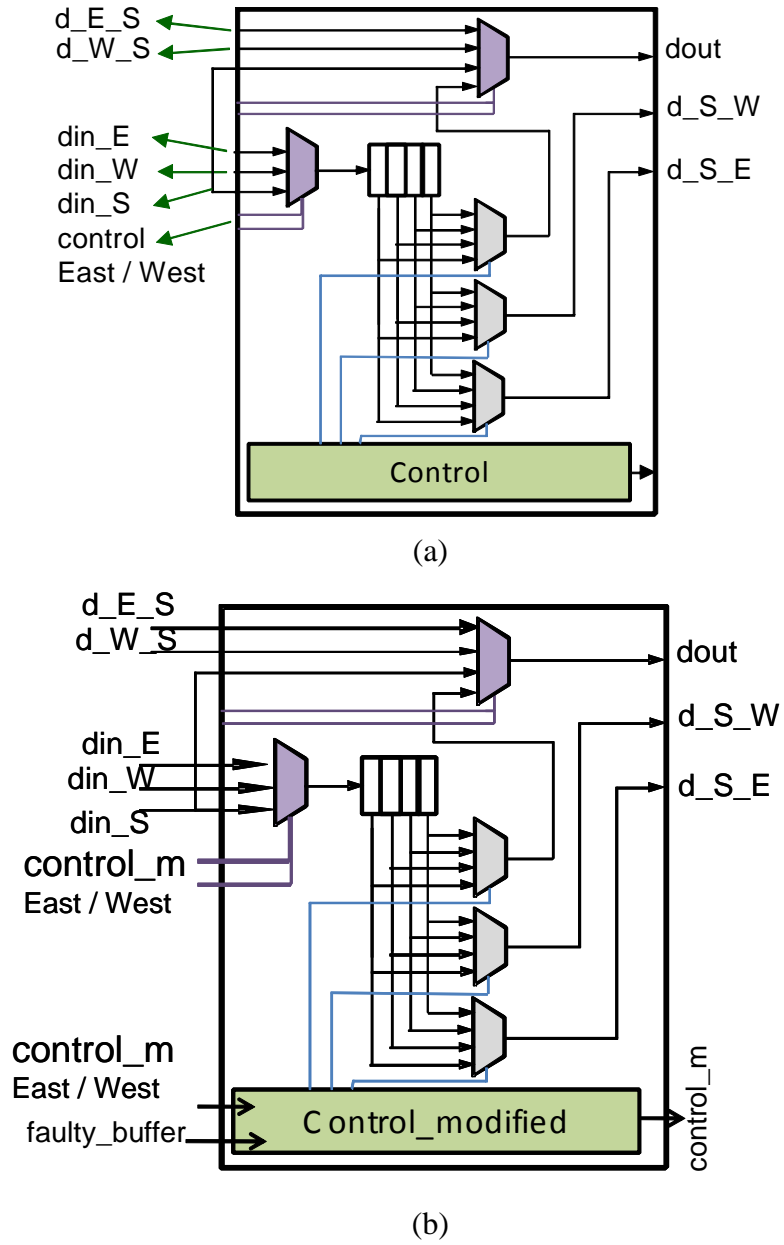 d_E_S
d_W_S
dout
d_S_W
din_E
din_W
d_S_E
din_S
control
East / West
Control
(a)
d_E_S
d_W_S
dout
d_S_W
din_E
din_W
d_S_E
din_S
control_m
East / West
control_m
East / West
faulty_buffer
Control_modified
control_m
(b)